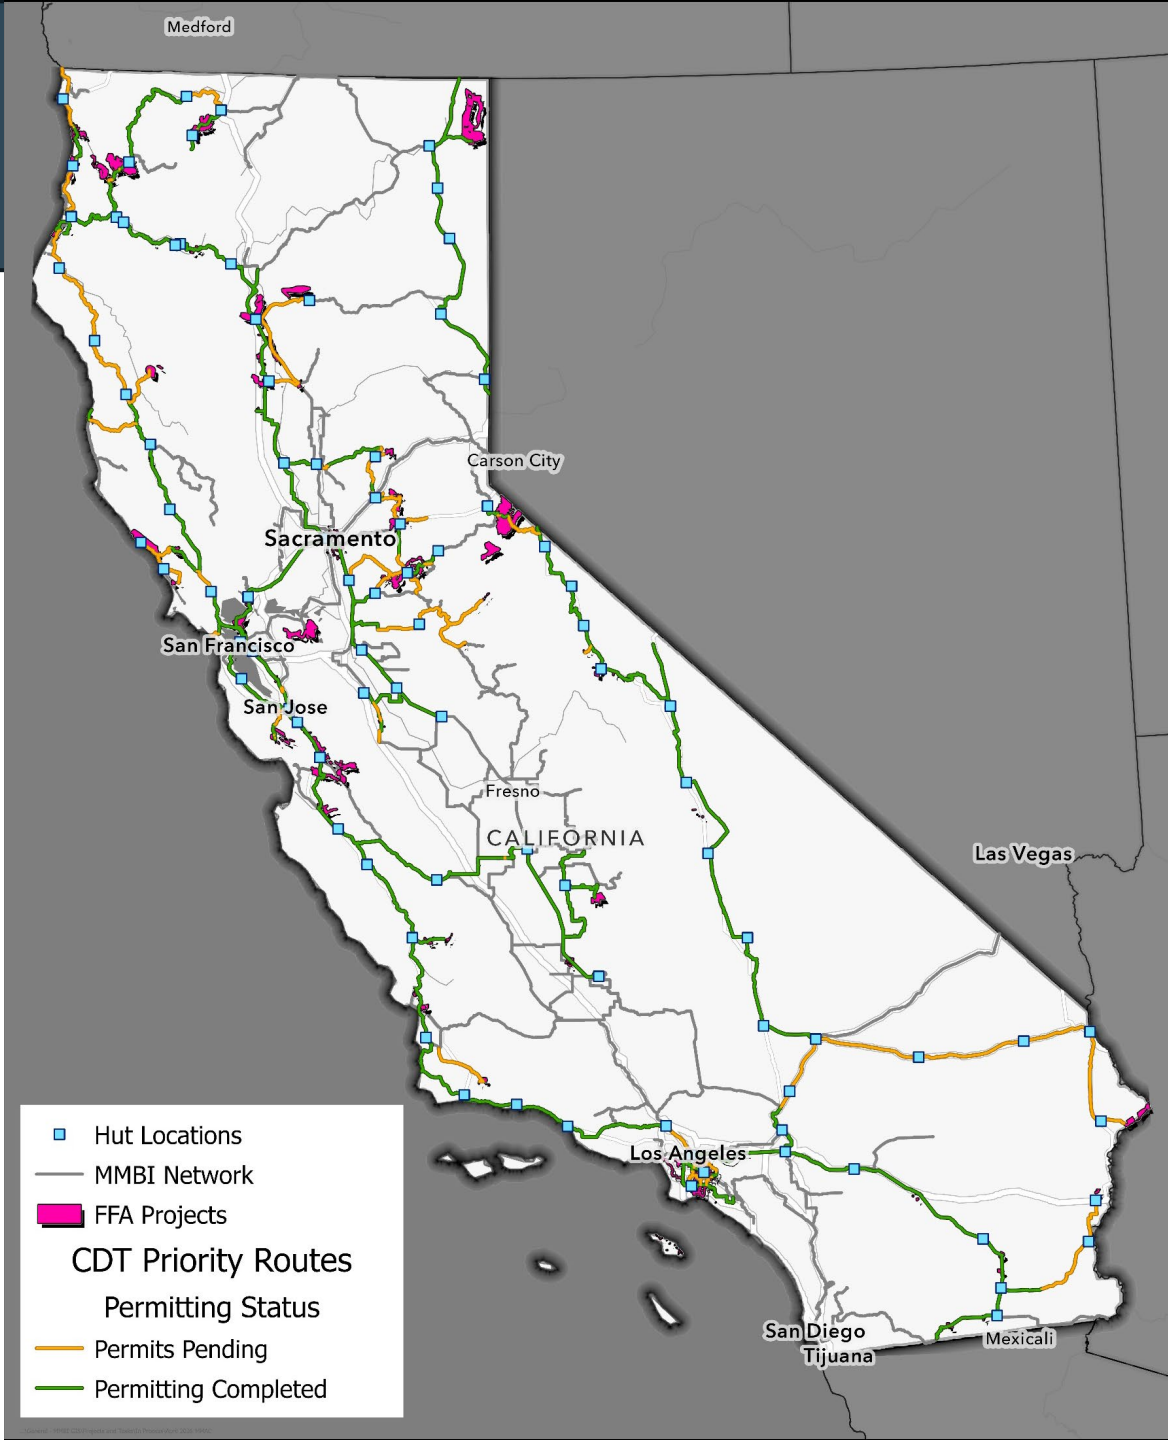 Medford
Carson City
Sacramento
San Francisco
San Jose
Fresno
CALIFORNIA
Las Vegas
Los Angeles
San Diego
Tijuana
Mexicali
Hut Locations
MMBI Network
FFA Projects
CDT Priority Routes
Permitting Status
Permits Pending
Permitting Completed